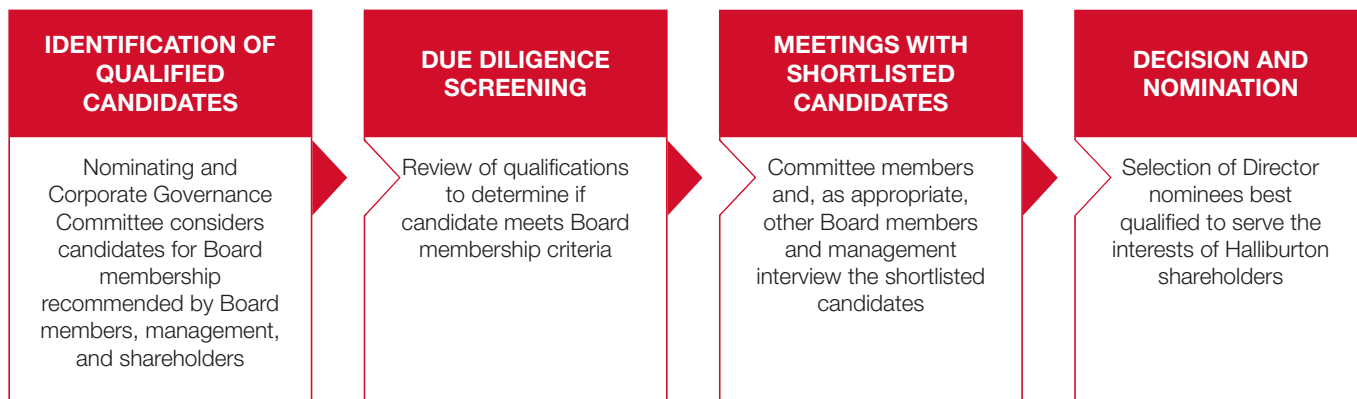 IDENTIFICATION OF
QUALIFIED
CANDIDATES
Nominating and
Corporate Governance
Committee considers
candidates for Board
membership
recommended by Board
members, management,
and shareholders
DUE DILIGENCE
SCREENING
Review of qualifications
to determine if
candidate meets Board
membership criteria
MEETINGS WITH
SHORTLISTED
CANDIDATES
Committee members
and, as appropriate,
other Board members
and management
interview the shortlisted
candidates
DECISION AND
NOMINATION
Selection of Director
nominees best
qualified to serve the
interests of Halliburton
shareholders